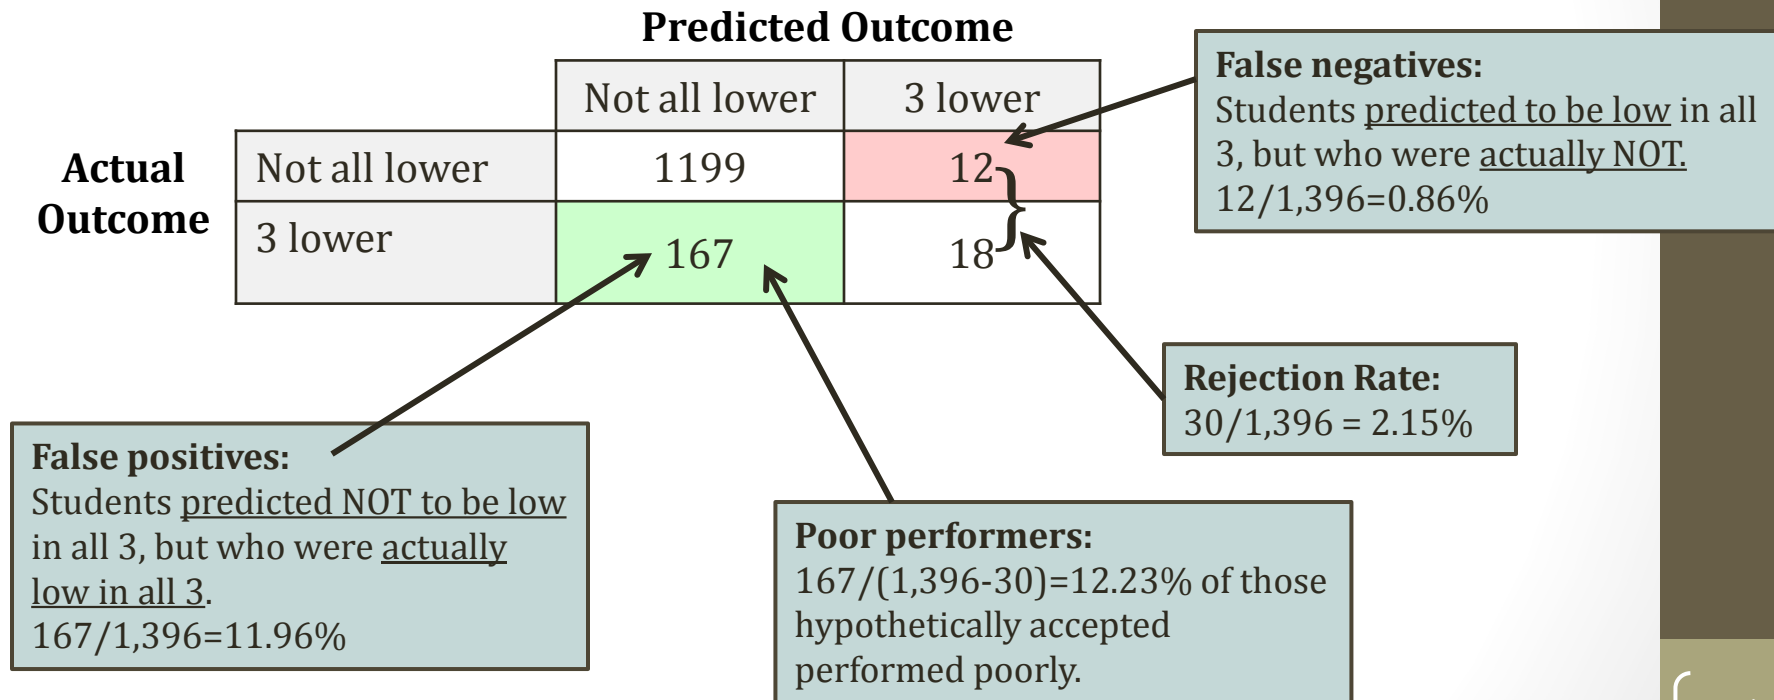 Predicted Outcome
Not all lower 3 lower
Actual
Outcome
Not all lower 1199 12
3 lower 167 18
}
False negatives:
Students predicted to be low in all
3, but who were actually NOT.
12/1,396=0.86%
Rejection Rate:
30/1,396 = 2.15%
False positives:
Students predicted NOT to be low
in all 3, but who were actually
low in all 3.
167/1,396=11.96%
Poor performers:
167/(1,396-30)=12.23% of those
hypothetically accepted
performed poorly.